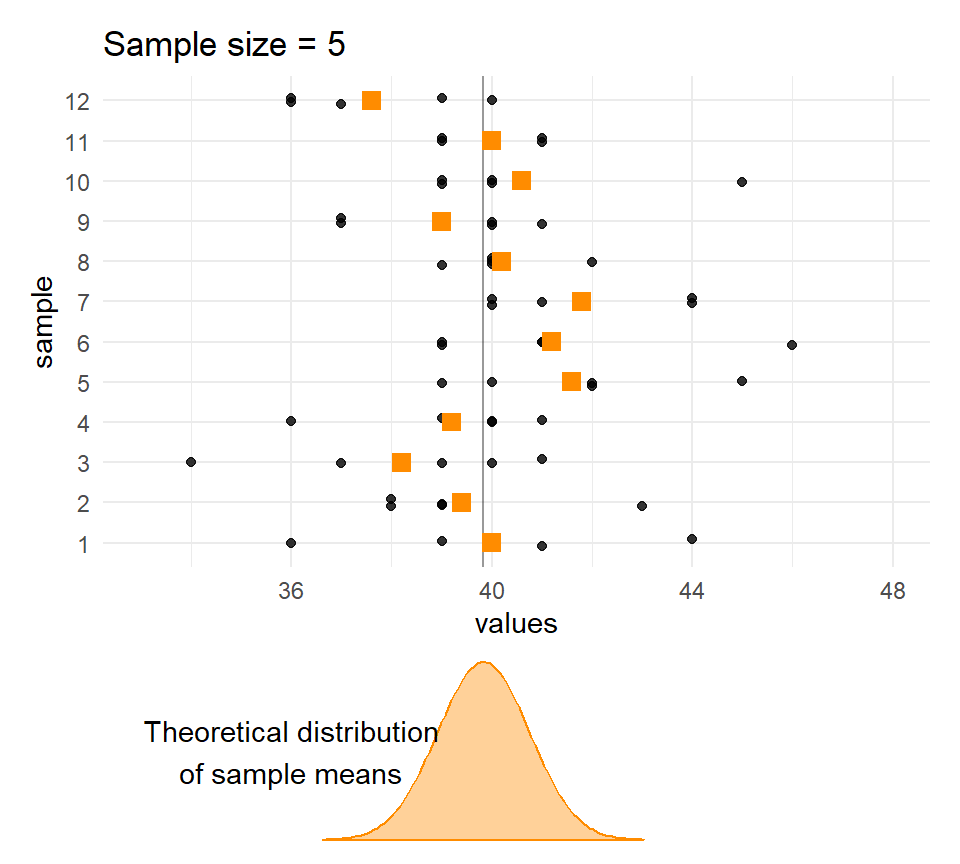 Sample size = 5
12
11
10
9
8
7
6
5
4
3
2
1
sample
36 40 44 48
values
Theoretical distribution
of sample means